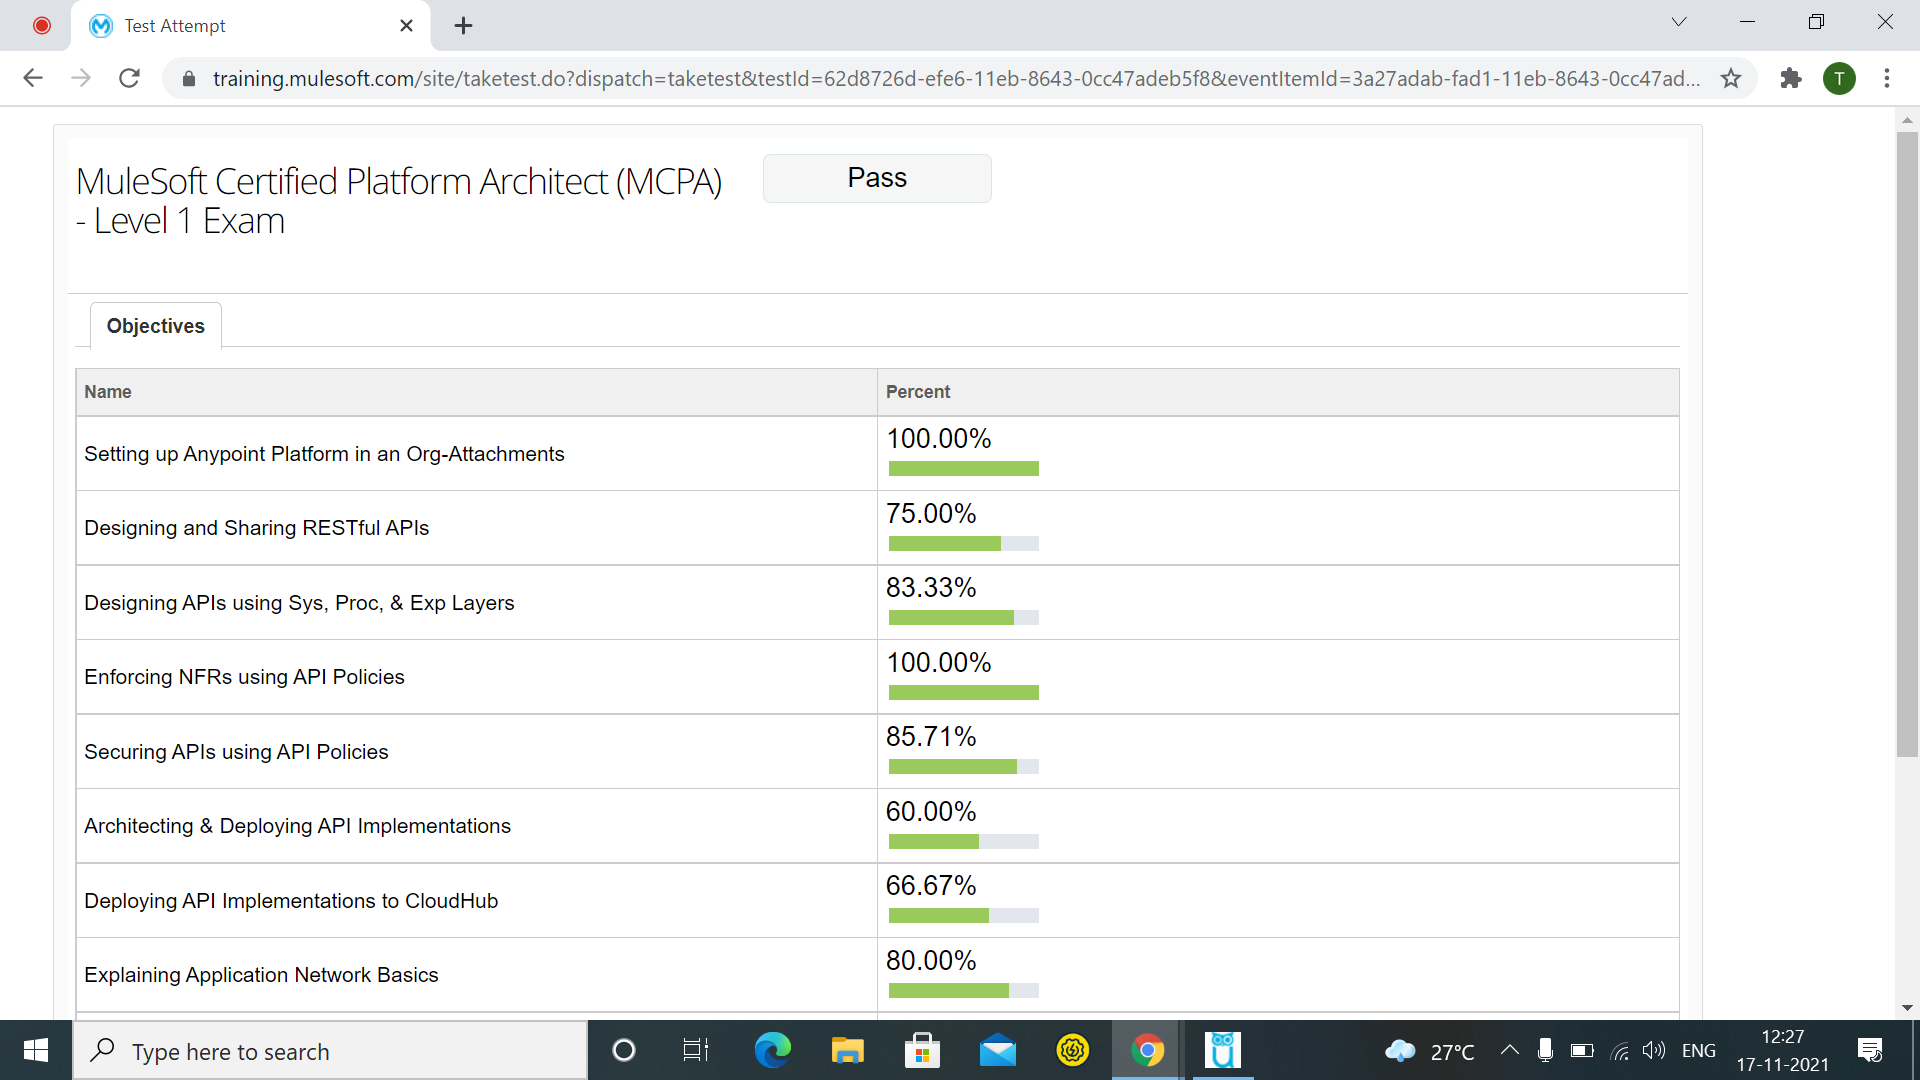 Test Attempt
training.mulesoft.com/site/taketest.do?dispatch=taketest&testId=62d8726d-efe6-11eb-8643-0cc47adeb5f8&eventItemId=3a27adab-fad1-11eb-8643-0cc47ad...
T
MuleSoft Certified Platform Architect (MCPA)
- Level 1 Exam
Pass
Objectives
Name Percent
Setting up Anypoint Platform in an Org-Attachments 100.00%
Designing and Sharing RESTful APIs 75.00%
Designing APIs using Sys, Proc, & Exp Layers 83.33%
Enforcing NFRs using API Policies 100.00%
Securing APIs using API Policies 85.71%
Architecting & Deploying API Implementations 60.00%
Deploying API Implementations to CloudHub 66.67%
Explaining Application Network Basics 80.00%
Type here to search
27°C
ENG
12:27
17-11-2021